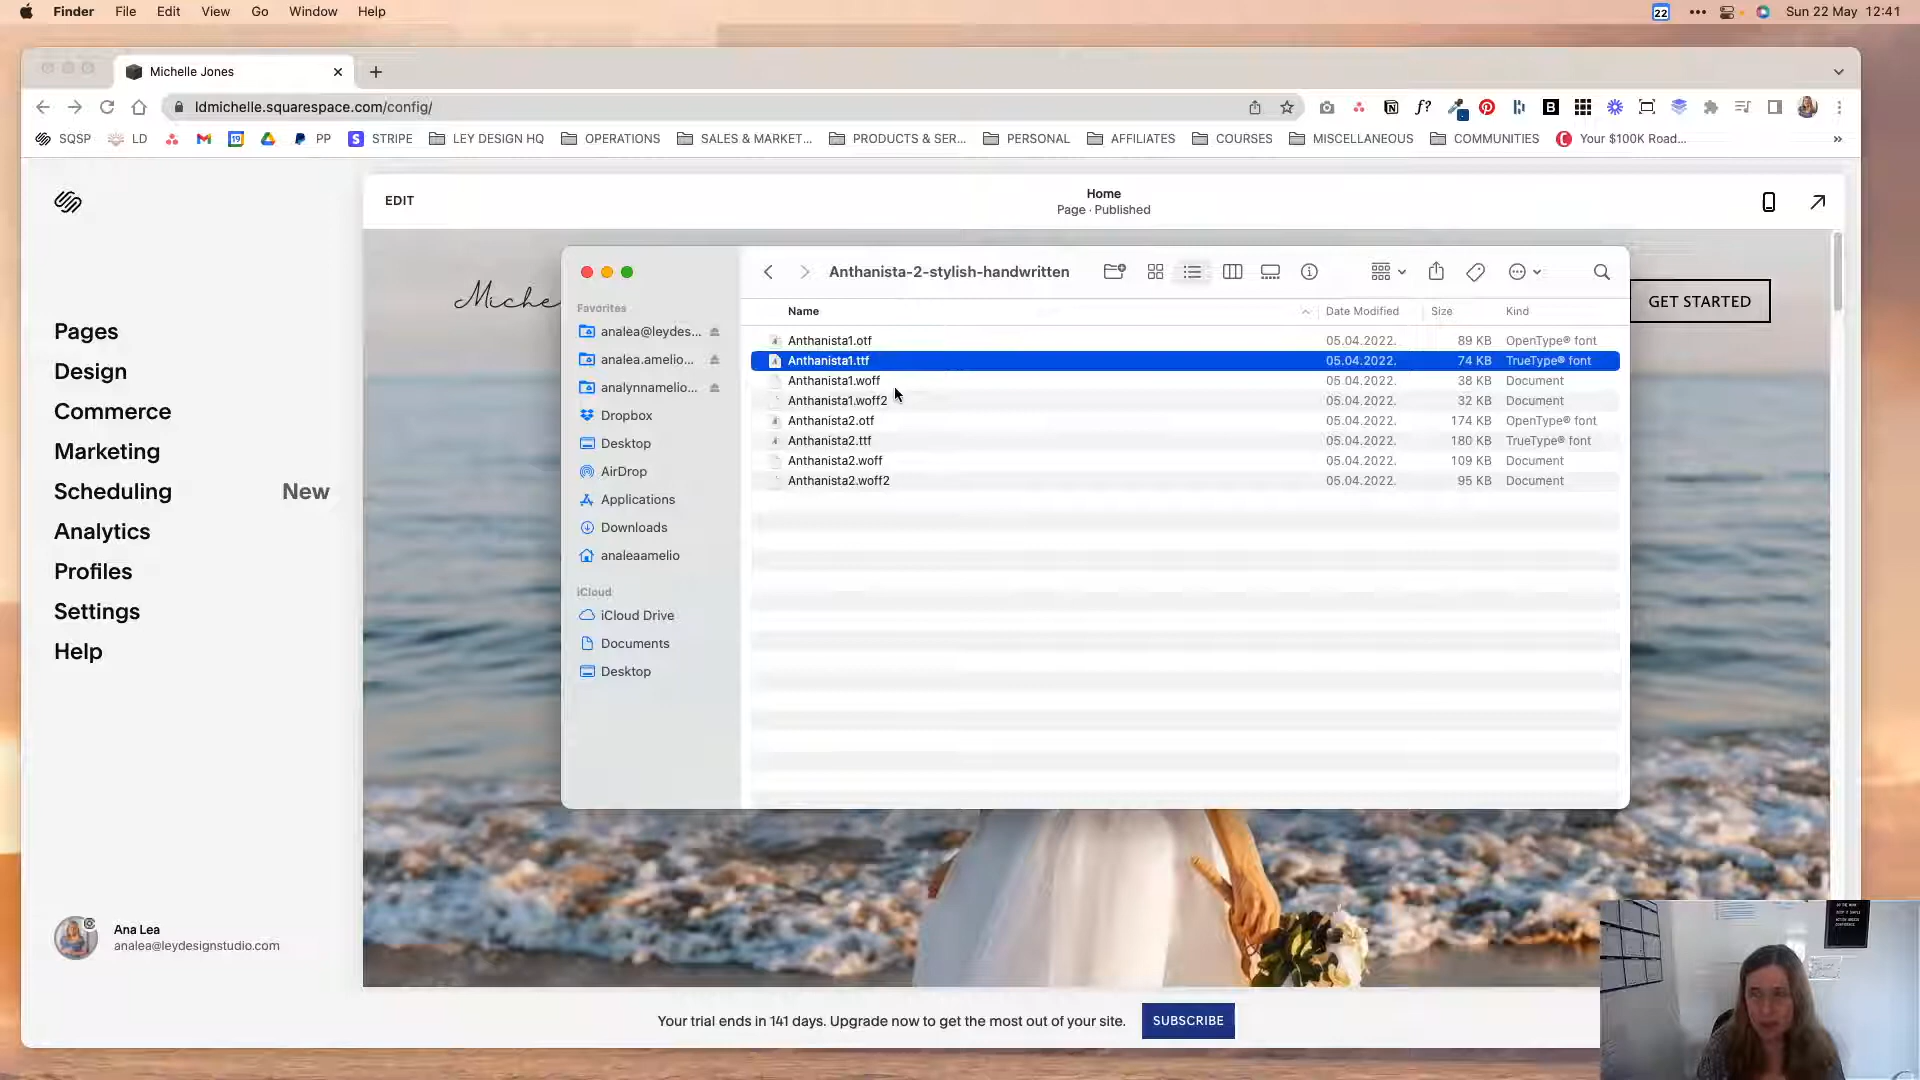 Finder File Edit View Go Window Help
22 Sun 22 May 12:41
Michelle Jones
ldmichelle.squarespace.com/config/
SQSP LD PP STRIPE LEY DESIGN HQ OPERATIONS SALES & MARKET... PRODUCTS & SER... PERSONAL AFFILIATES COURSES MISCELLANEOUS COMMUNITIES Your $100K Road...
EDIT
Home
Page · Published
Pages
Design
Commerce
Marketing
Scheduling New
Analytics
Profiles
Settings
Help
Ana Lea
analea@leydesignstudio.com
Miche
GET STARTED
Anthanista-2-stylish-handwritten
Favorites
analea@leydes...
analea.amelio...
analynnamelio...
Dropbox
Desktop
AirDrop
Applications
Downloads
analeaamelio
iCloud
iCloud Drive
Documents
Desktop
Name Date Modified Size Kind
Anthanista1.otf 05.04.2022. 89 KB OpenType® font
Anthanista1.ttf 05.04.2022. 74 KB TrueType® font
Anthanista1.woff 05.04.2022. 38 KB Document
Anthanista1.woff2 05.04.2022. 32 KB Document
Anthanista2.otf 05.04.2022. 174 KB OpenType® font
Anthanista2.ttf 05.04.2022. 180 KB TrueType® font
Anthanista2.woff 05.04.2022. 109 KB Document
Anthanista2.woff2 05.04.2022. 95 KB Document
Your trial ends in 141 days. Upgrade now to get the most out of your site. SUBSCRIBE